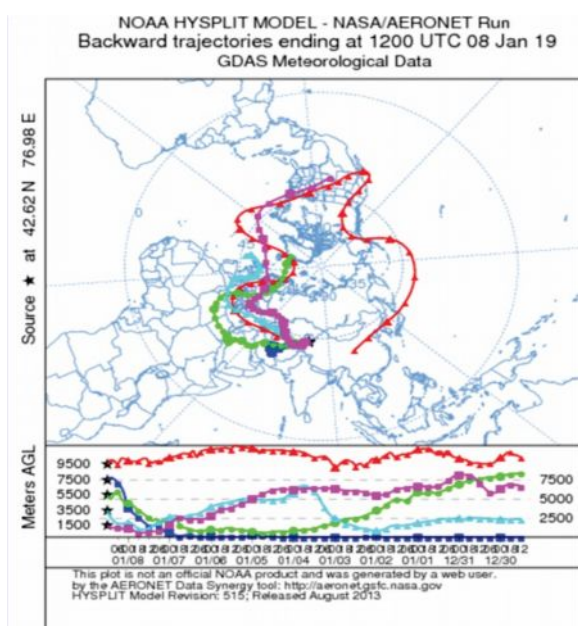 NOAA HYSPLIT MODEL - NASA/AERONET Run
Backward trajectories ending at 1200 UTC 08 Jan 19
GDAS Meteorological Data
Source ★ at 42.62 N 76.98 E
Meters AGL
9500
7500 7500
5500 5000
3500
1500 2500
01/08 01/07 01/06 01/05 01/04 01/03 01/02 01/01 12/31 12/30
This plot is not an official NOAA product and was generated by a web user.
by the AERONET Data Synergy tool: http://aeronet.gsfc.nasa.gov
HYSPLIT Model Revision: 515; Released August 2013